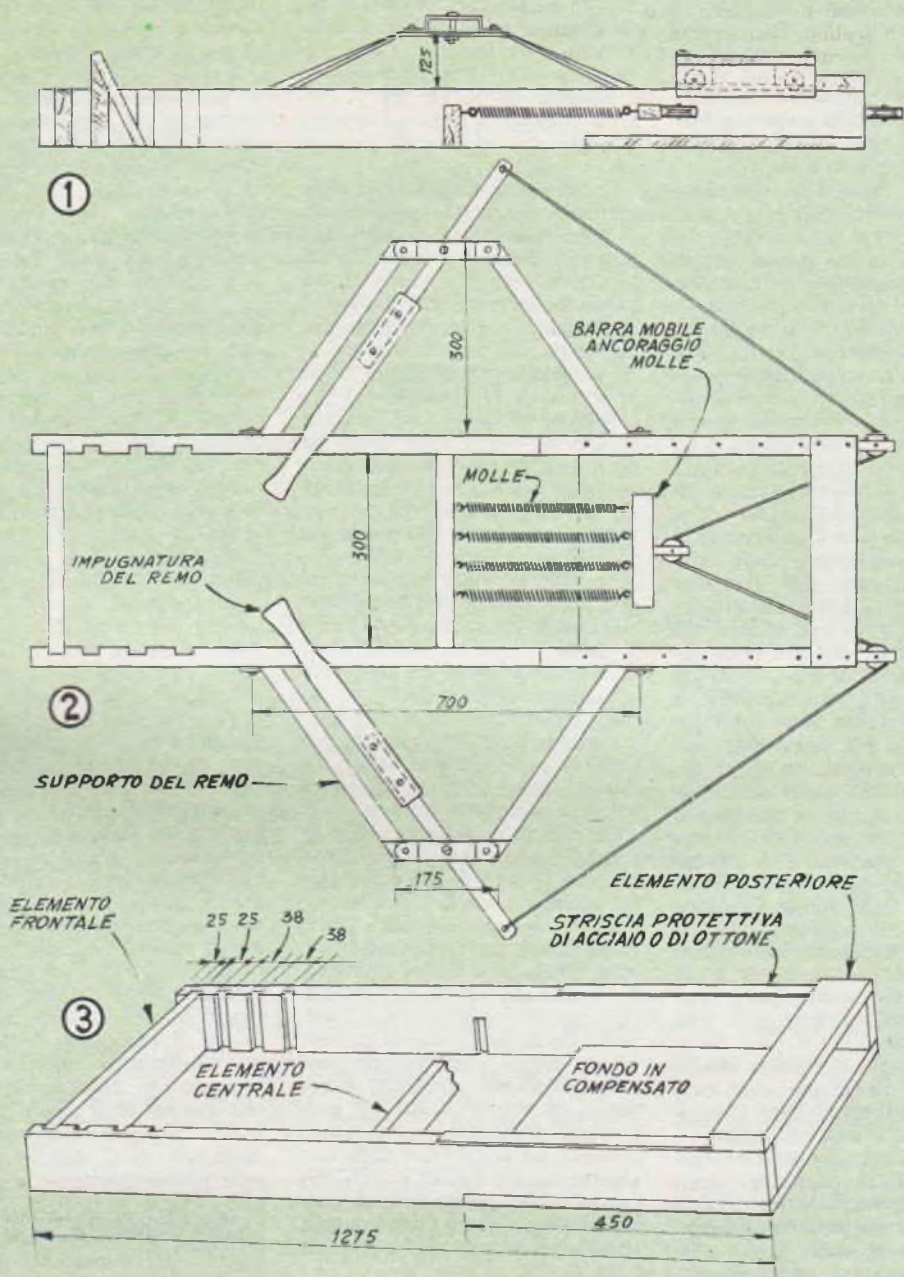 125
①
300
BARRA MOBILE
ANCORAGGIO
MOLLE
MOLLE
300
IMPUGNATURA
DEL REMO
②
700
SUPPORTO DEL REMO
175
ELEMENTO POSTERIORE
ELEMENTO
FRONTALE
25 25 38 38
STRISCIA PROTETTIVA
DI ACCIAIO O DI OTTONE
③
ELEMENTO
CENTRALE
FONDO IN
COMPENSATO
450
1275